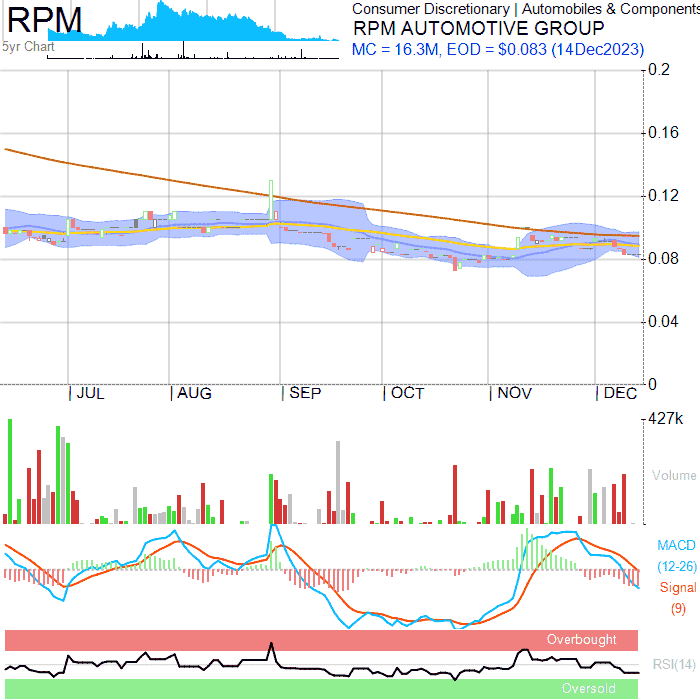 RPM
5yr Chart
Consumer Discretionary | Automobiles & Components
RPM AUTOMOTIVE GROUP
MC = 16.3M, EOD = $0.083 (14Dec2023)
0.2
0.16
0.12
0.08
0.04
0
| JUL | AUG | SEP | OCT | NOV | DEC
427k
Volume
MACD
(12-26)
Signal
(9)
Overbought
RSI(14)
Oversold